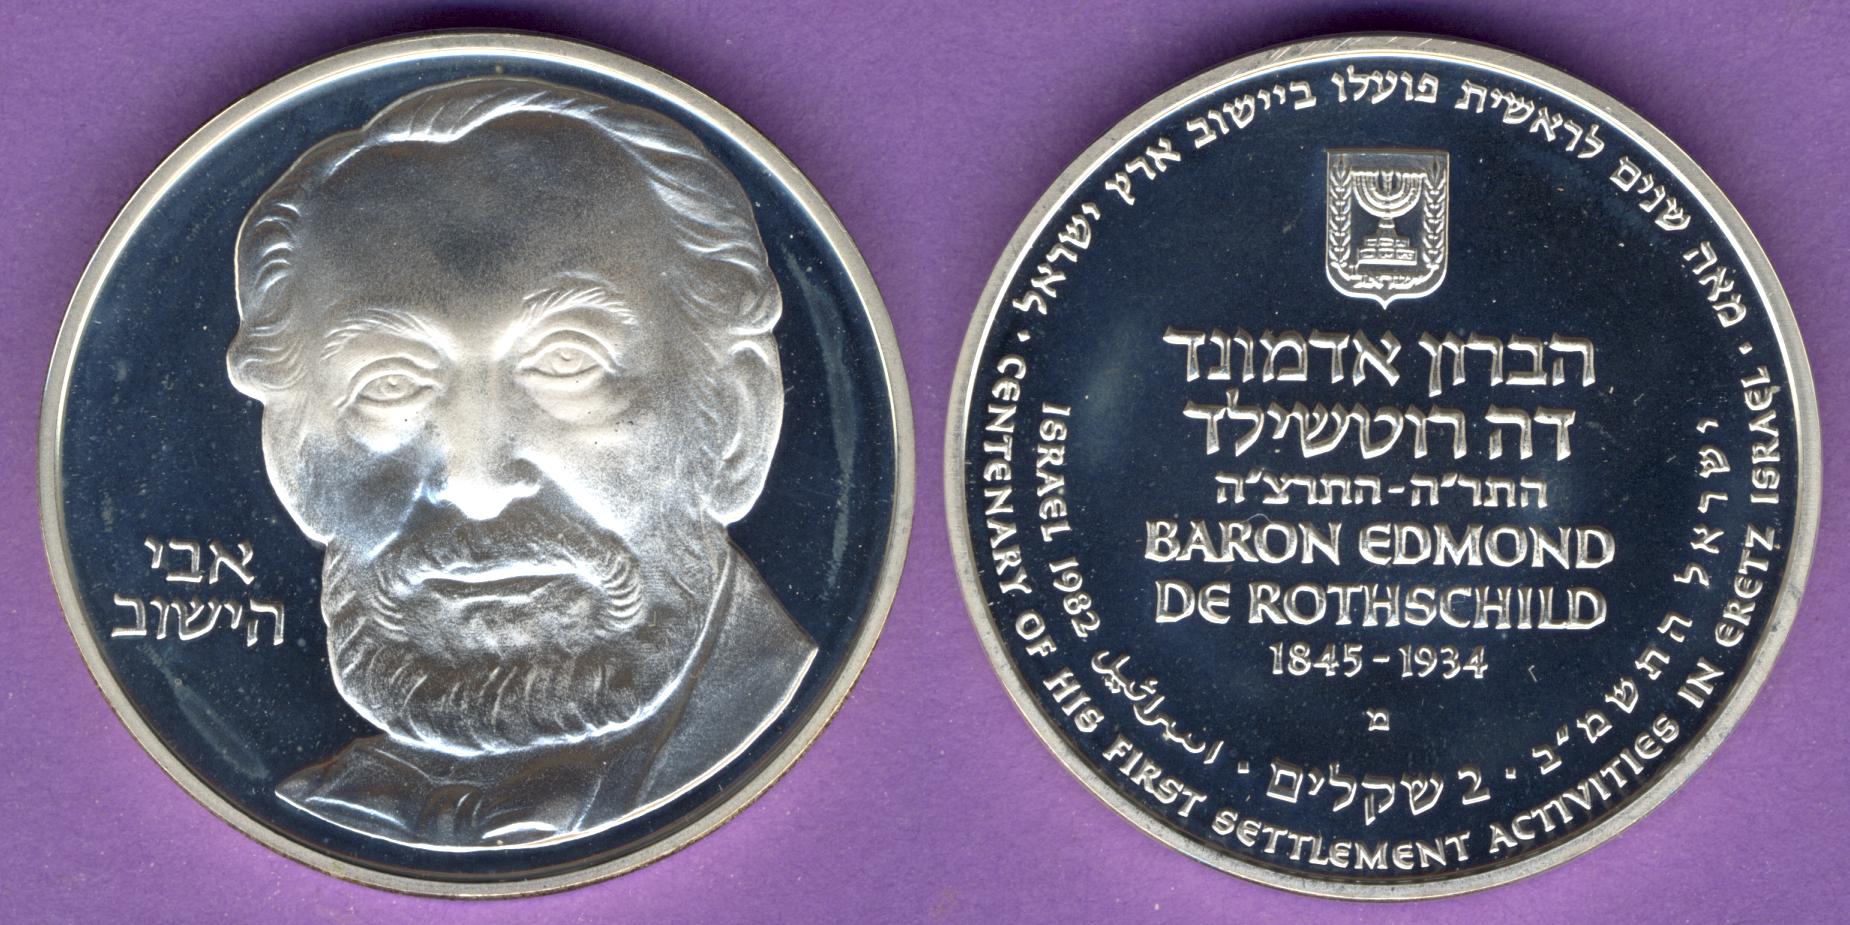 אבי
הישוב
מאה שנים לראשית פועלו ביישוב ארץ ישראל
ישראל
הברון אדמונד
דה רוטשילד
התר״ה-התרצ״ה
BARON EDMOND
DE ROTHSCHILD
1845-1934
מ
ISRAEL 1982
اسرائيل
2 שקלים
ישראל התשמ״ב
CENTENARY OF HIS FIRST SETTLEMENT ACTIVITIES IN ERETZ ISRAEL